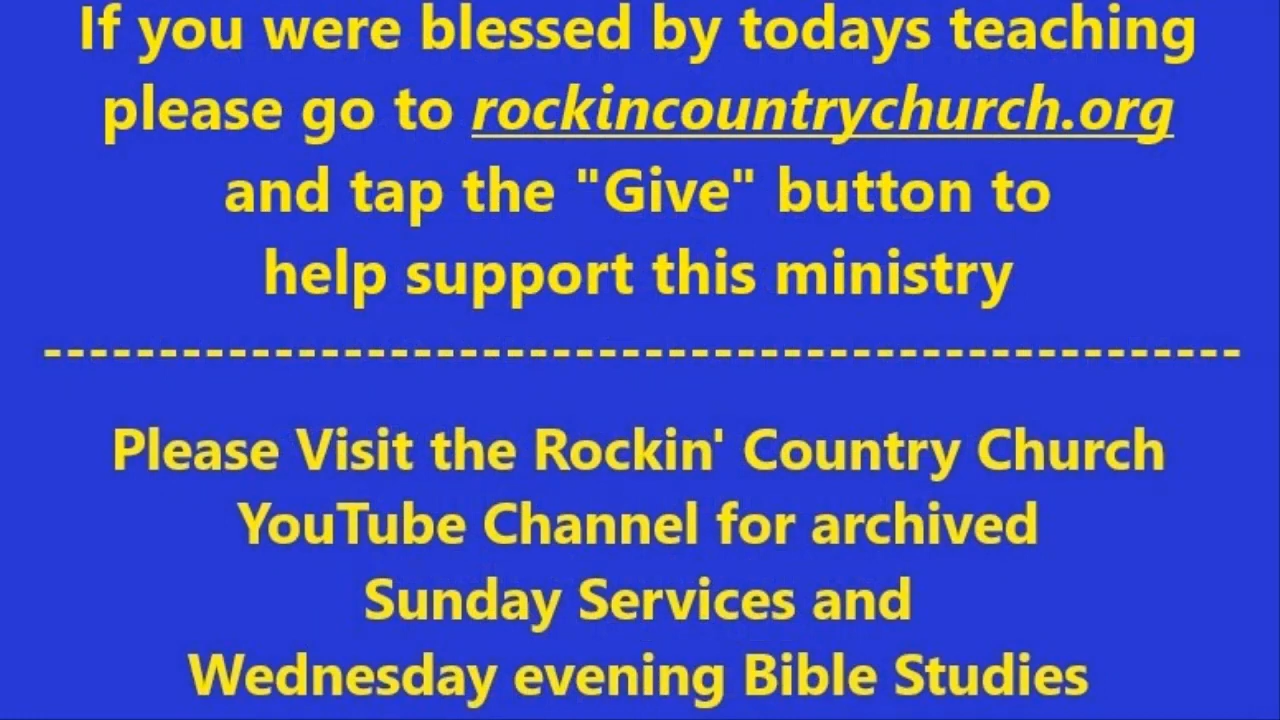 If you were blessed by todays teaching
please go to rockincountrychurch.org
and tap the "Give" button to
help support this ministry
----------------------------------------------------
Please Visit the Rockin' Country Church
YouTube Channel for archived
Sunday Services and
Wednesday evening Bible Studies